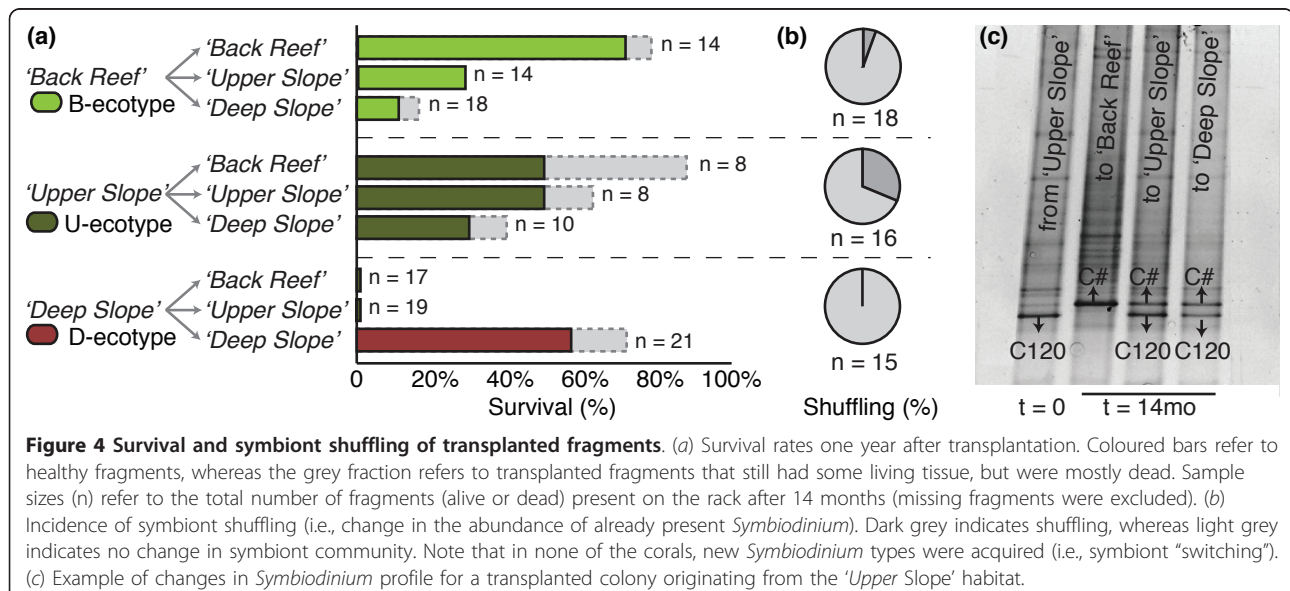 (a)
'Back Reef'
B-ecotype
'Back Reef'
n = 14
'Upper Slope'
n = 14
'Deep Slope'
n = 18
'Upper Slope'
U-ecotype
'Back Reef'
n = 8
'Upper Slope'
n = 8
'Deep Slope'
n = 10
'Deep Slope'
D-ecotype
'Back Reef'
n = 17
'Upper Slope'
n = 19
'Deep Slope'
n = 21
0 20% 40% 60% 80% 100%
Survival (%)
(b)
n = 18
n = 16
n = 15
Shuffling (%)
(c)
from 'Upper Slope'
to 'Back Reef'
to 'Upper Slope'
to 'Deep Slope'
C# C# C#
C120 C120 C120
t = 0 t = 14mo
Figure 4 Survival and symbiont shuffling of transplanted fragments. (a) Survival rates one year after transplantation. Coloured bars refer to
healthy fragments, whereas the grey fraction refers to transplanted fragments that still had some living tissue, but were mostly dead. Sample
sizes (n) refer to the total number of fragments (alive or dead) present on the rack after 14 months (missing fragments were excluded). (b)
Incidence of symbiont shuffling (i.e., change in the abundance of already present Symbiodinium). Dark grey indicates shuffling, whereas light grey
indicates no change in symbiont community. Note that in none of the corals, new Symbiodinium types were acquired (i.e., symbiont "switching").
(c) Example of changes in Symbiodinium profile for a transplanted colony originating from the 'Upper Slope' habitat.